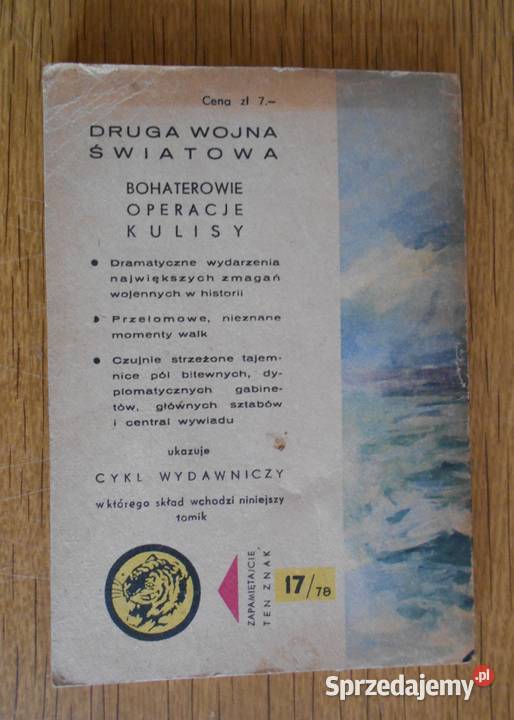 Cena zł 7.–
DRUGA WOJNA
ŚWIATOWA
BOHATEROWIE
OPERACJE
KULISY
● Dramatyczne wydarzenia
największych zmagań
wojennych w historii
● Przełomowe, nieznane
momenty walk
● Czujnie strzeżone tajem-
nice pól bitewnych, dy-
plomatycznych gabine-
tów, głównych sztabów
i central wywiadu
ukazuje
CYKL WYDAWNICZY
w którego skład wchodzi niniejszy
tomik
ZAPAMIĘTAJCIE
TEN ZNAK
17/78
Sprzedajemy.pl